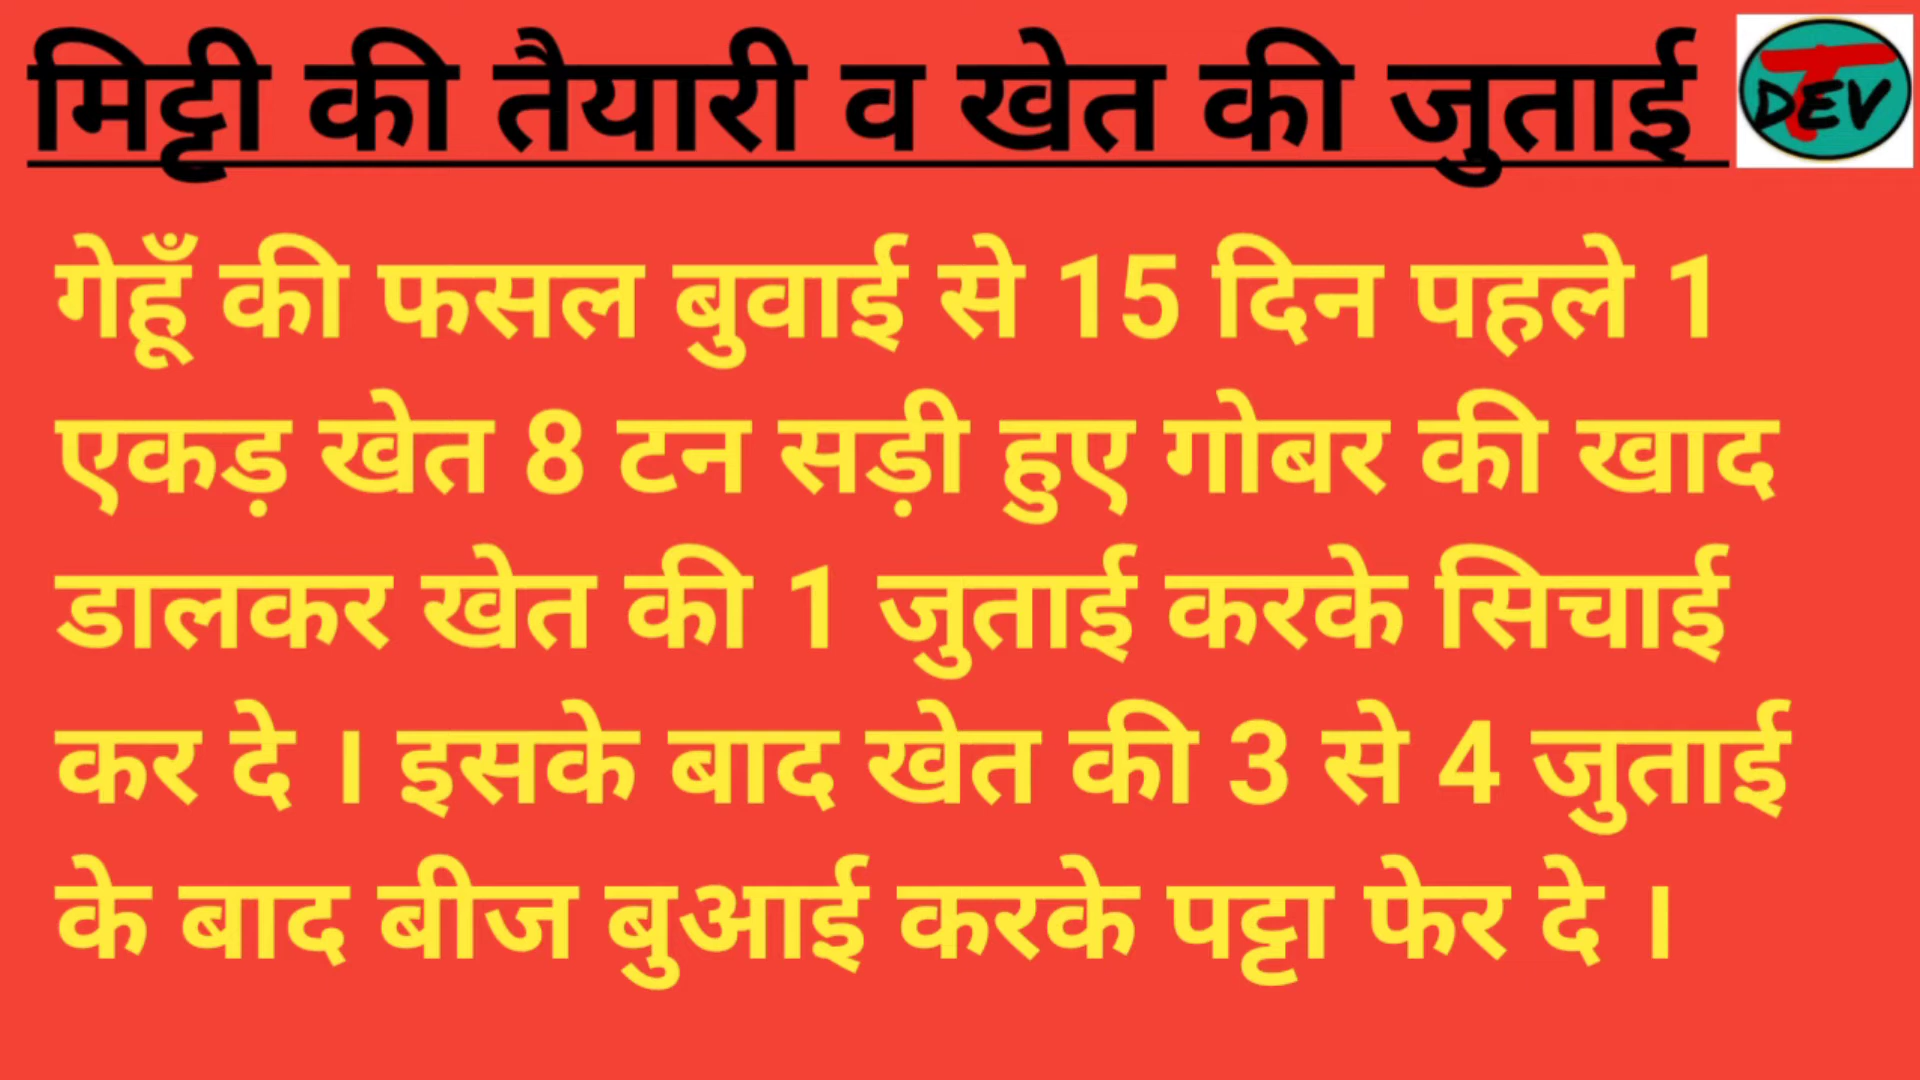 मिट्टी की तैयारी व खेत की जुताई
T
DEV
गेहूँ की फसल बुवाई से 15 दिन पहले 1
एकड़ खेत 8 टन सड़ी हुए गोबर की खाद
डालकर खेत की 1 जुताई करके सिचाई
कर दे । इसके बाद खेत की 3 से 4 जुताई
के बाद बीज बुआई करके पट्टा फेर दे ।